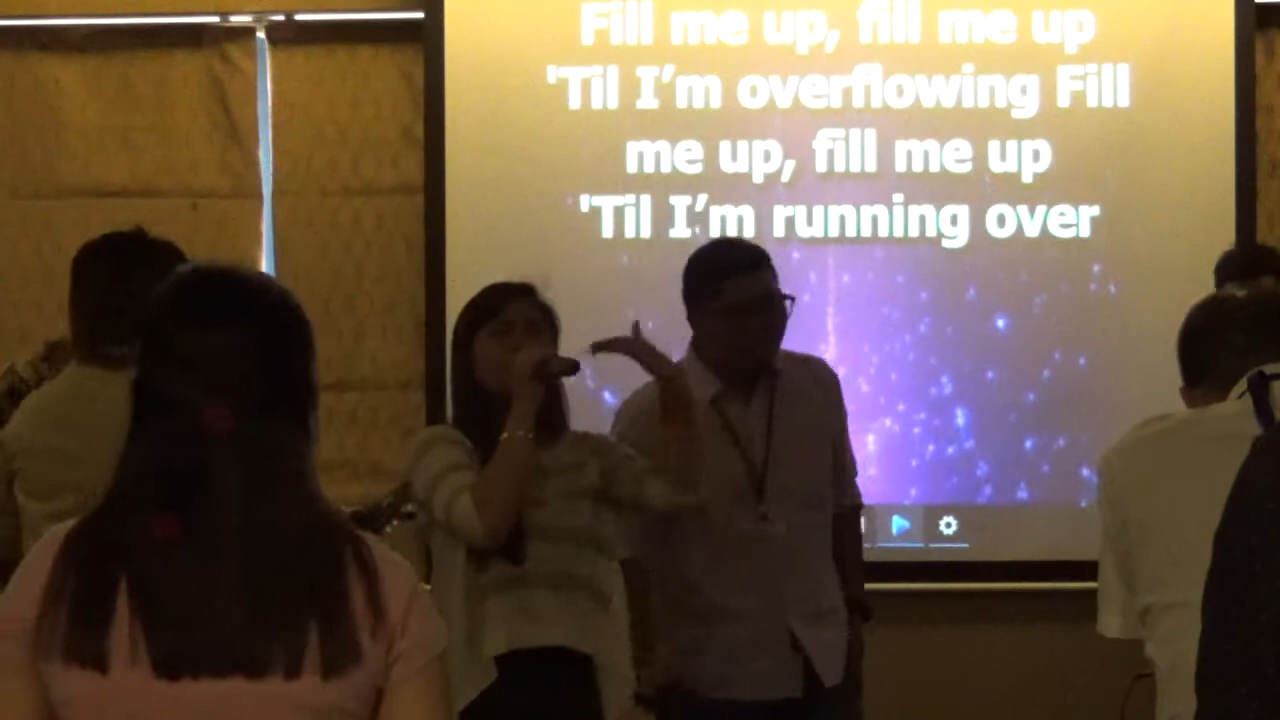 Fill me up, fill me up
'Til I'm overflowing Fill
me up, fill me up
'Til I'm running over